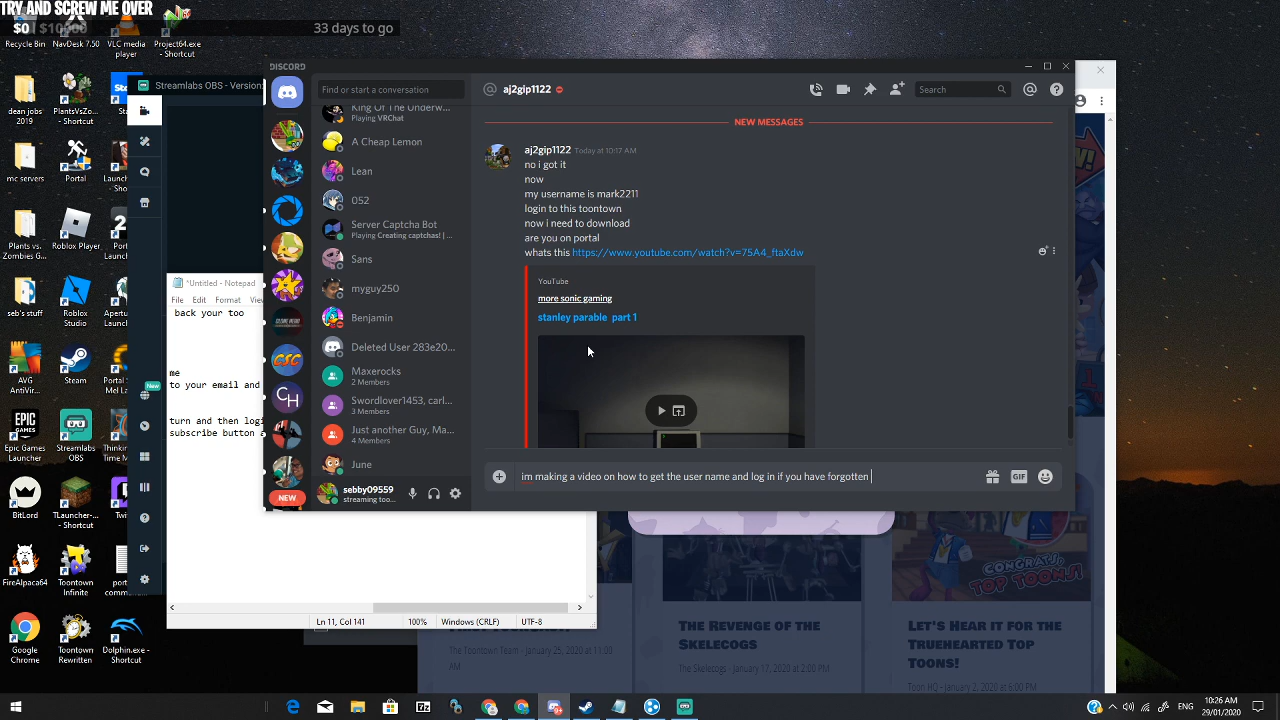 TRY AND SCREW ME OVER
$0 / $10000
33 days to go
Recycle Bin
PlantsVsZo... 7.50
VLC media player
Project64.exe
seans jobs
mc servers
Plants vs. Zombies
seb's stuff
AVG
Epic Games
BitLord
FireAlpaca64
Google Chrome
PlantsVsZo... 2010 - Shortcut
Portal
Roblox Player
Roblox Studio
Steam
Streamlabs OBS
TLauncher-... - Shortcut
Toontown Infinite
Toontown Rewritten
Dolphin.exe - Shortcut
Streamlabs OBS - Version:
New
*Untitled - Notepad
File Edit Format View
back your too
me
to your email and
turn and then logi
subscribe button a
Ln 11, Col 141
100%
Windows (CRLF)
UTF-8
DISCORD
Find or start a conversation
King Of The Underw...
Playing VRChat
A Cheap Lemon
Lean
052
Server Captcha Bot
Playing Creating captchas! | ...
Sans
myguy250
Benjamin
Deleted User 283e20...
Maxerocks
2 Members
Swordlover1453, carl...
3 Members
Just another Guy, Ma...
4 Members
June
CSC
CH
NEW
sebby09559
streaming too...
@ aj2gip1122
Search
NEW MESSAGES
aj2gip1122 Today at 10:17 AM
no i got it
now
my username is mark2211
login to this toontown
now i need to download
are you on portal
whats this https://www.youtube.com/watch?v=75A4_ftaXdw
YouTube
more sonic gaming
stanley parable part 1
im making a video on how to get the user name and log in if you have forgotten
GIF
CONGRATS,
TOP TOONS!
The Toontown Team - January 25, 2020 at 11:00 AM
The Revenge of the Skelecogs
The Skelecogs - January 17, 2020 at 2:00 PM
Let's Hear it for the Truehearted Top Toons!
Toon HQ - January 2, 2020 at 6:00 PM
10:26 AM
29/01/2020